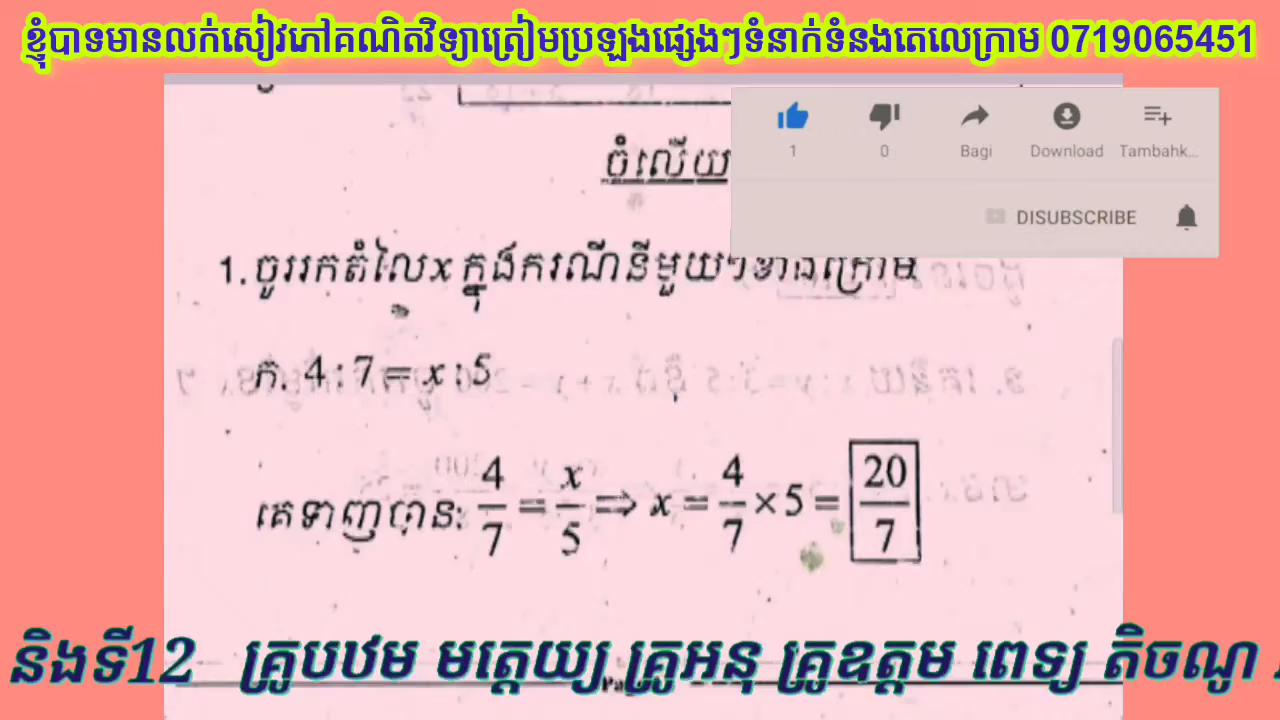 ខ្ញុំបាទមានលក់សៀវភៅគណិតវិទ្យាត្រៀមប្រឡងផ្សេងៗទំនាក់ទំនងតេលេក្រាម 0719065451
1 0 Bagi Download Tambahk...
DISUBSCRIBE
ចំលើយ
1. ចូររកតំលៃ x ក្នុងករណីនីមួយៗខាងក្រោម
ក. 4 : 7 = x : 5
គេទាញបាន: 4/7 = x/5 ⇒ x = 4/7 × 5 = 20/7
និងទី12 គ្រូបឋម មត្តេយ្យ គ្រូអនុ គ្រូឧត្តម ពេទ្យ តិចណូ